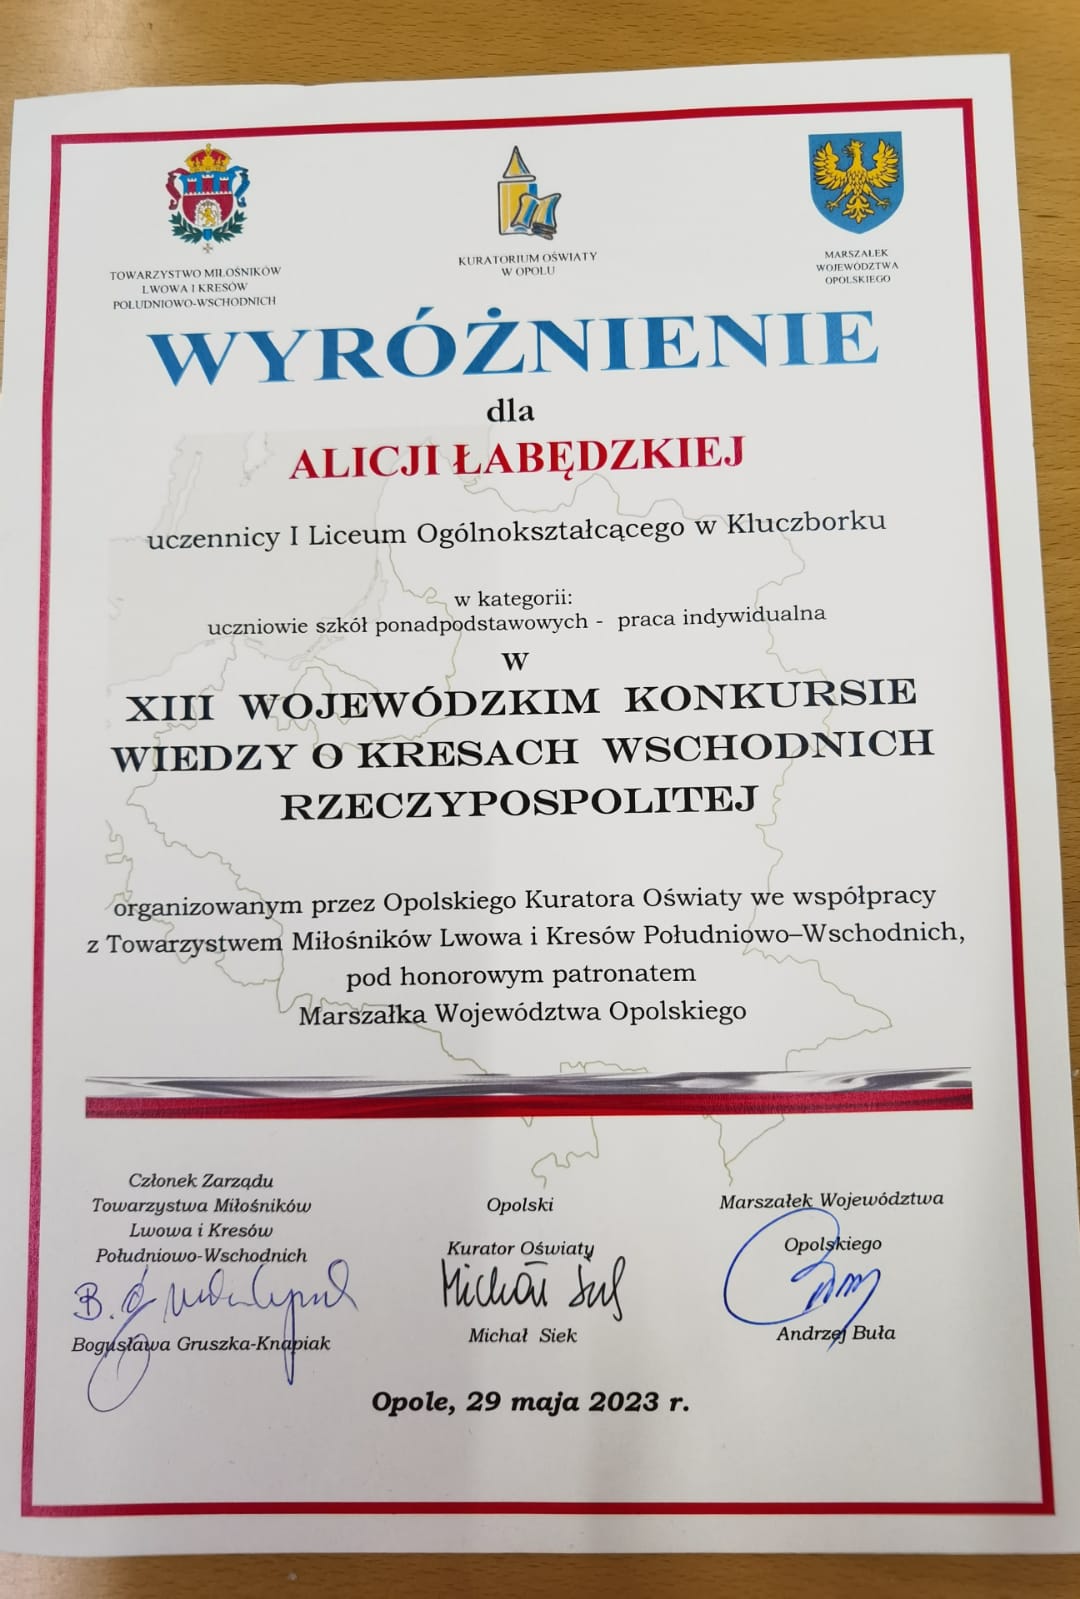 TOWARZYSTWO MIŁOŚNIKÓW
LWOWA I KRESÓW
POŁUDNIOWO-WSCHODNICH
KURATORIUM OŚWIATY
W OPOLU
MARSZAŁEK
WOJEWÓDZTWA
OPOLSKIEGO
WYRÓŻNIENIE
dla
ALICJI ŁABĘDZKIEJ
uczennicy I Liceum Ogólnokształcącego w Kluczborku
w kategorii:
uczniowie szkół ponadpodstawowych - praca indywidualna
w
XIII WOJEWÓDZKIM KONKURSIE
WIEDZY O KRESACH WSCHODNICH
RZECZYPOSPOLITEJ
organizowanym przez Opolskiego Kuratora Oświaty we współpracy
z Towarzystwem Miłośników Lwowa i Kresów Południowo–Wschodnich,
pod honorowym patronatem
Marszałka Województwa Opolskiego
Członek Zarządu
Towarzystwa Miłośników
Lwowa i Kresów
Południowo-Wschodnich
Bogusława Gruszka-Knapiak
Opolski
Kurator Oświaty
Michał Siek
Marszałek Województwa
Opolskiego
Andrzej Buła
Opole, 29 maja 2023 r.